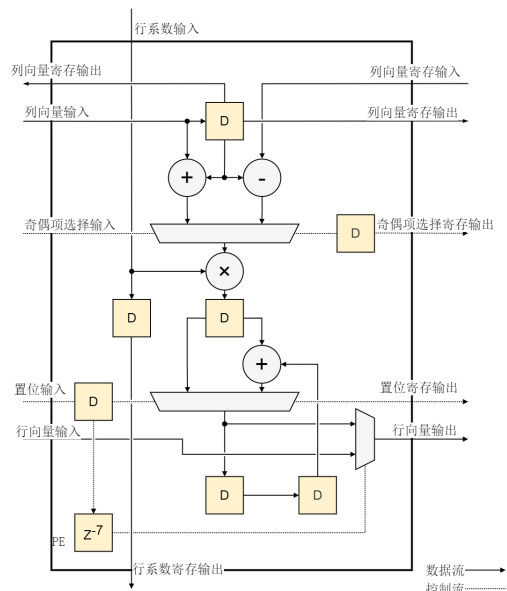 行系数输入
列向量寄存输出
列向量寄存输入
列向量输入
D
列向量寄存输出
+
-
奇偶项选择输入
D
奇偶项选择寄存输出
×
D
D
+
置位输入
D
置位寄存输出
行向量输入
行向量输出
D
D
PE
Z-7
行系数寄存输出
数据流
控制流